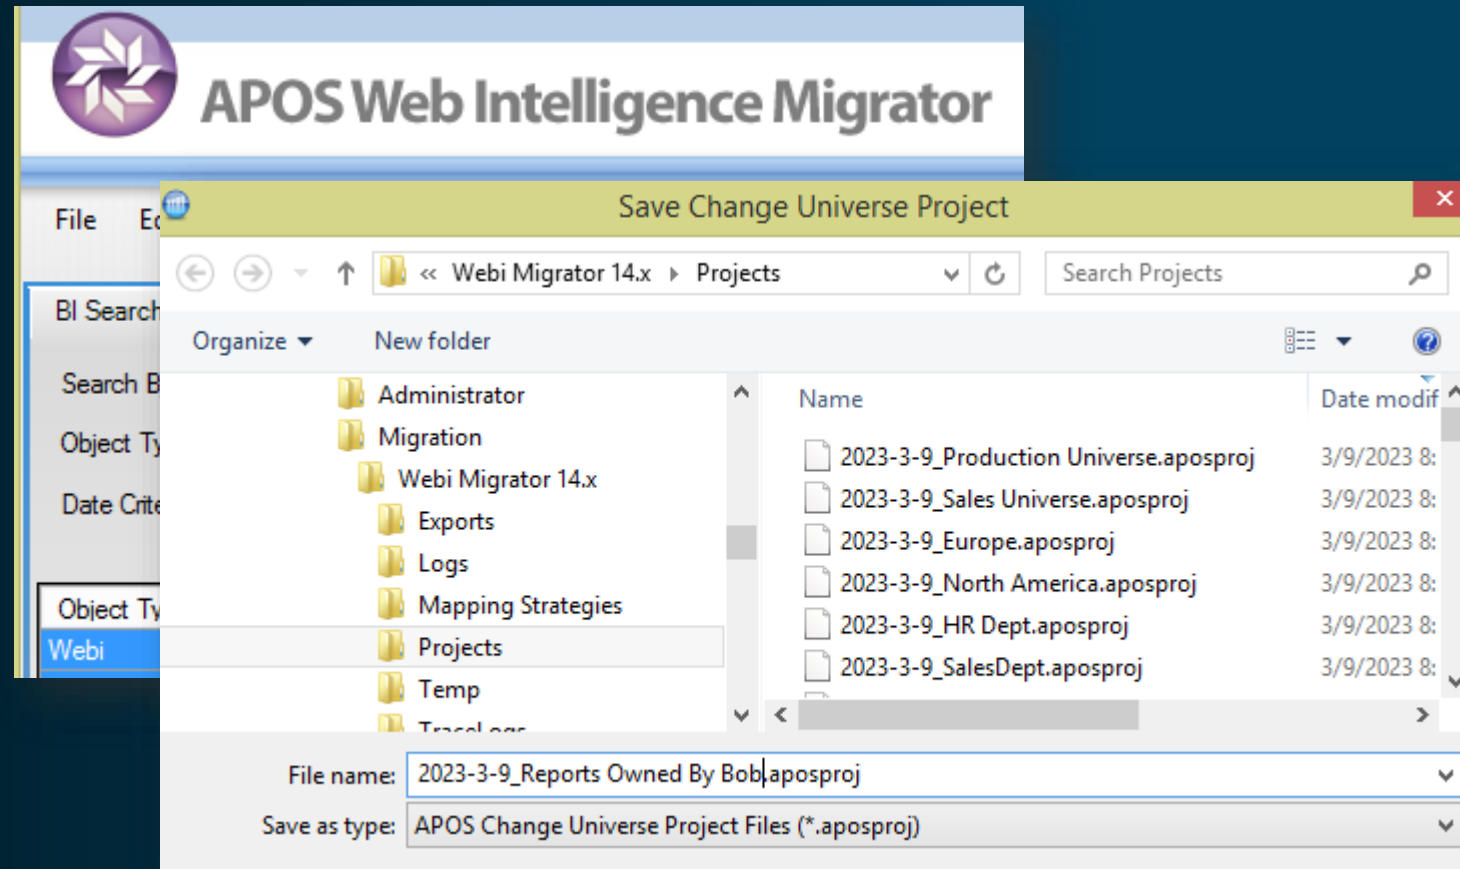 APOS Web Intelligence Migrator
File
Save Change Universe Project
« Webi Migrator 14.x Projects
Search Projects
BI Search
Organize
New folder
Search B
Administrator
Name
Date modif
Object Ty
Migration
2023-3-9_Production Universe.aposproj 3/9/2023 8:
Webi Migrator 14.x
2023-3-9_Sales Universe.aposproj 3/9/2023 8:
Date Crite
Exports
2023-3-9_Europe.aposproj 3/9/2023 8:
Logs
2023-3-9_North America.aposproj 3/9/2023 8:
Object Ty
Mapping Strategies
2023-3-9_HR Dept.aposproj 3/9/2023 8:
Webi
Projects
2023-3-9_SalesDept.aposproj 3/9/2023 8:
Temp
TraceLogs
File name: 2023-3-9_Reports Owned By Bob.aposproj
Save as type: APOS Change Universe Project Files (*.aposproj)